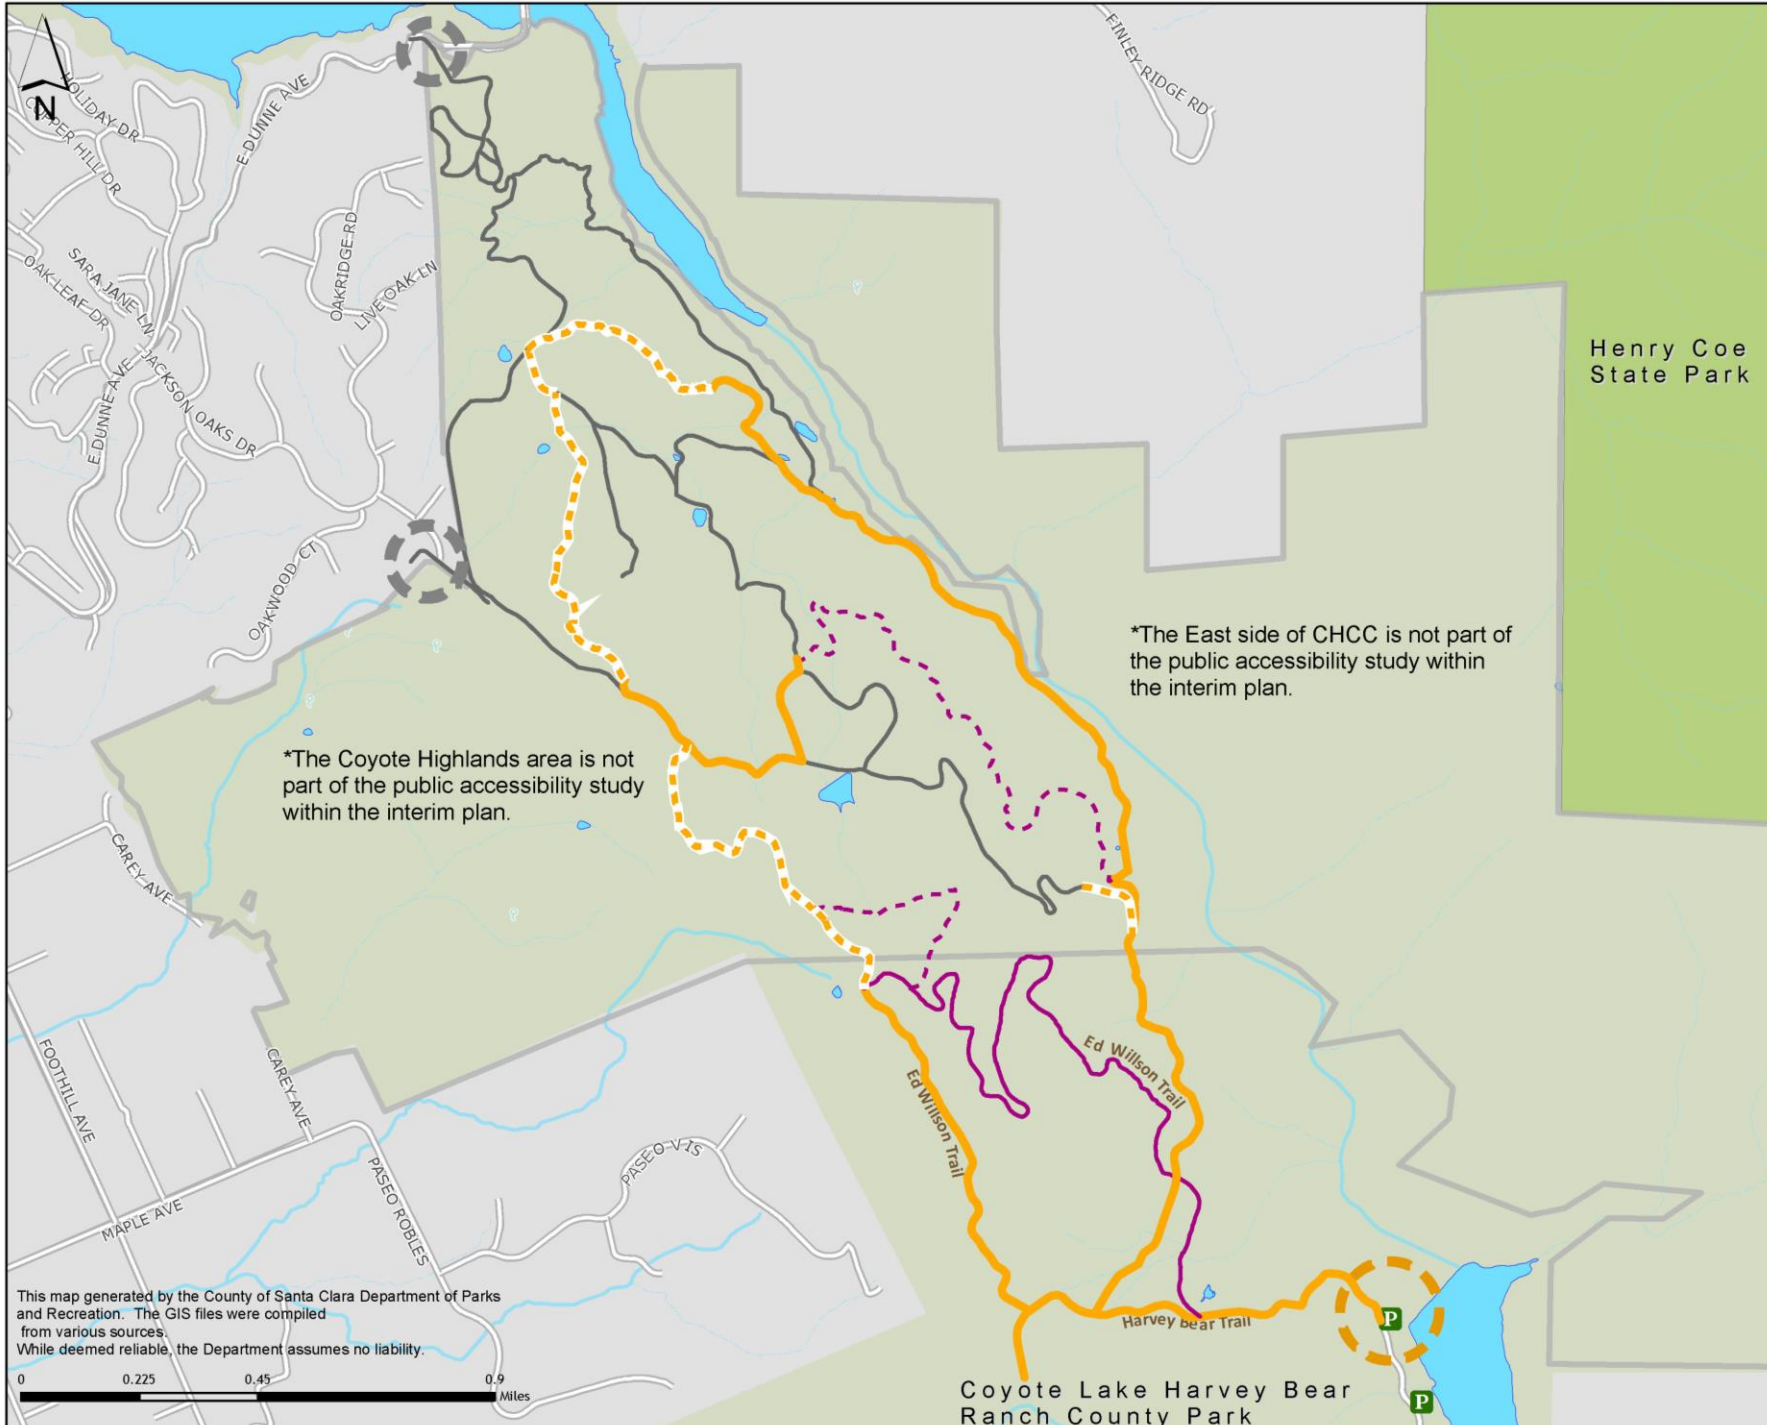 FINLEY RIDGE RD
N
HOLIDAY DR
COPPER HILL DR
E DUNNE AVE
OAKRIDGE RD
LIVE OAK LN
SARA JANE LN
OAK LEAF DR
JACKSON OAKS DR
E DUNNE AVE
Henry Coe
State Park
OAKWOOD CT
*The East side of CHCC is not part of
the public accessibility study within
the interim plan.
*The Coyote Highlands area is not
part of the public accessibility study
within the interim plan.
CAREY AVE
FOOTHILL AVE
CAREY AVE
Ed Willson Trail
Ed Willson Trail
PASEO VIS
PASEO ROBLES
MAPLE AVE
This map generated by the County of Santa Clara Department of Parks
and Recreation. The GIS files were compiled
from various sources.
While deemed reliable, the Department assumes no liability.
0 0.225 0.45 0.9
Miles
Harvey Bear Trail
P
P
Coyote Lake Harvey Bear
Ranch County Park